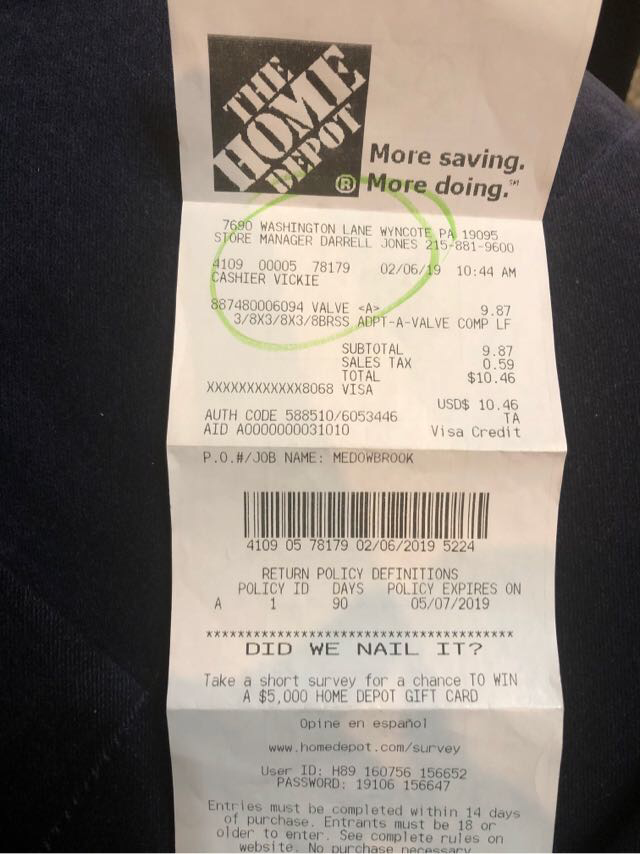 THE
HOME
DEPOT
®
More saving.
More doing.℠
7690 WASHINGTON LANE WYNCOTE PA 19095
STORE MANAGER DARRELL JONES 215-881-9600
4109 00005 78179 02/06/19 10:44 AM
CASHIER VICKIE
887480006094 VALVE <A> 9.87
3/8X3/8X3/8BRSS ADPT-A-VALVE COMP LF
SUBTOTAL 9.87
SALES TAX 0.59
TOTAL $10.46
XXXXXXXXXXXX8068 VISA
USD$ 10.46
AUTH CODE 588510/6053446 TA
AID A0000000031010 Visa Credit
P.O.#/JOB NAME: MEDOWBROOK
4109 05 78179 02/06/2019 5224
RETURN POLICY DEFINITIONS
POLICY ID DAYS POLICY EXPIRES ON
A 1 90 05/07/2019
*******************************************
DID WE NAIL IT?
Take a short survey for a chance TO WIN
A $5,000 HOME DEPOT GIFT CARD
Opine en español
www.homedepot.com/survey
User ID: H89 160756 156652
PASSWORD: 19106 156647
Entries must be completed within 14 days
of purchase. Entrants must be 18 or
older to enter. See complete rules on
website. No purchase necessary.